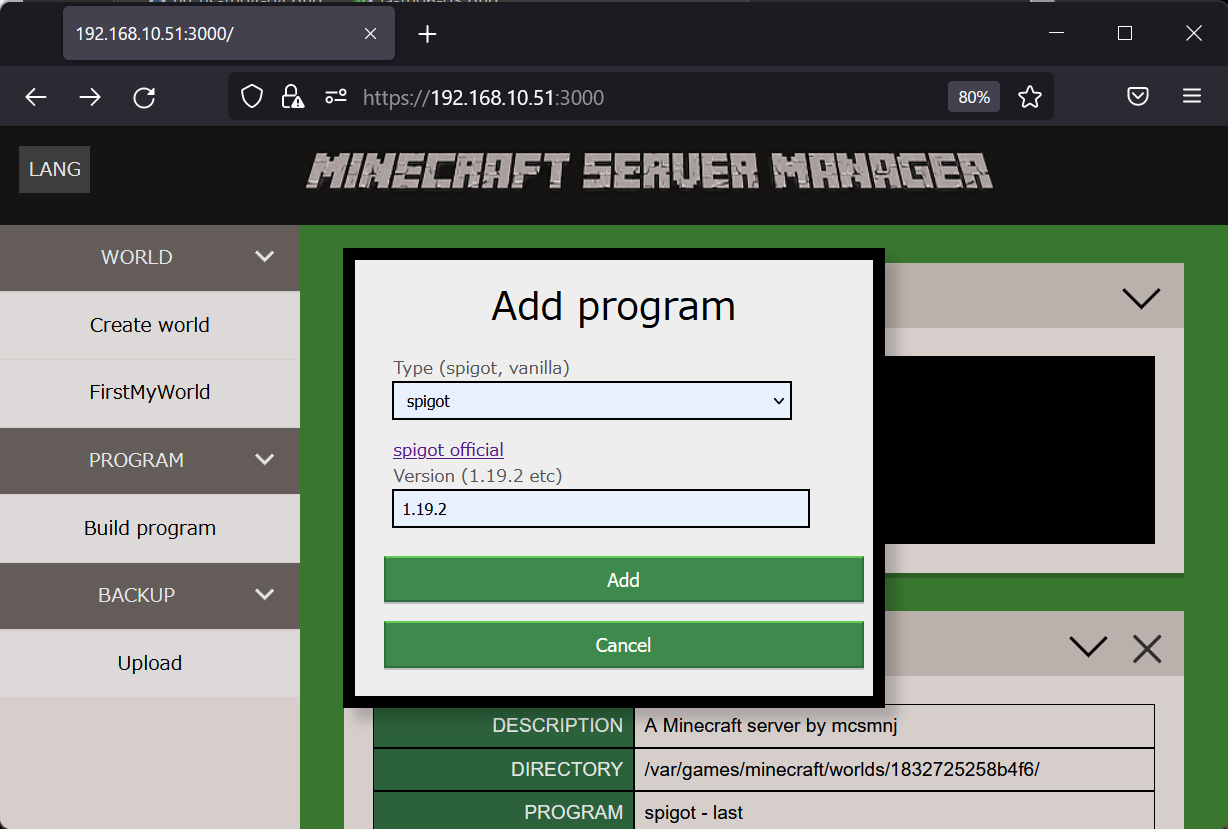 192.168.10.51:3000/
https://192.168.10.51:3000
80%
LANG
MINECRAFT SERVER MANAGER
WORLD
Create world
FirstMyWorld
PROGRAM
Build program
BACKUP
Upload
Add program
Type (spigot, vanilla)
spigot
spigot official
Version (1.19.2 etc)
1.19.2
Add
Cancel
DESCRIPTION A Minecraft server by mcsmnj
DIRECTORY /var/games/minecraft/worlds/1832725258b4f6/
PROGRAM spigot - last